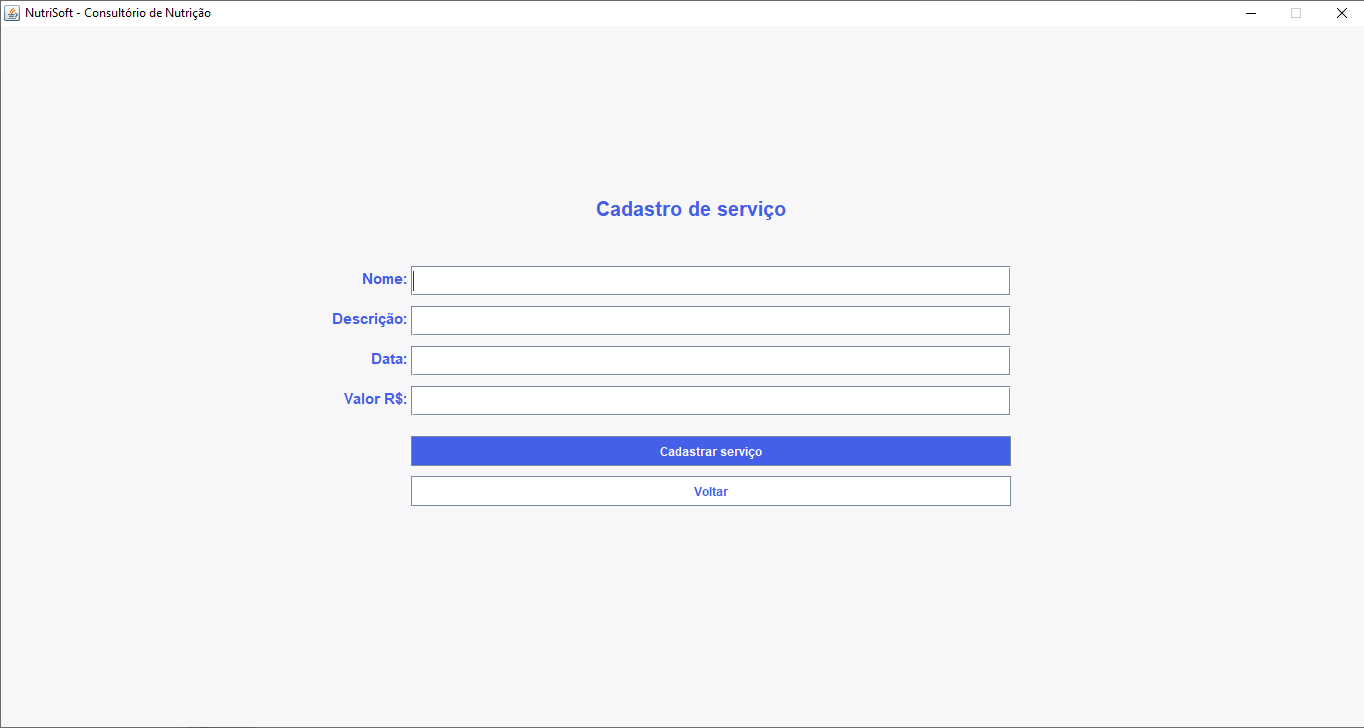 NutriSoft - Consultório de Nutrição
Cadastro de serviço
Nome:
Descrição:
Data:
Valor R$:
Cadastrar serviço
Voltar